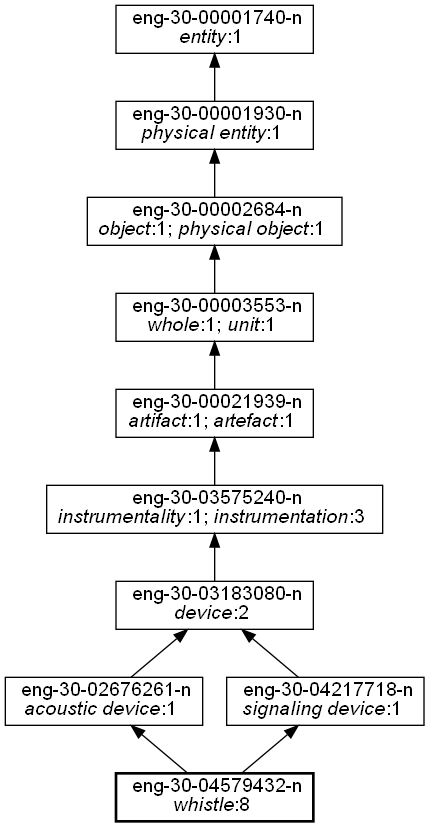 eng-30-00001740-n
entity:1
eng-30-00001930-n
physical entity:1
eng-30-00002684-n
object:1; physical object:1
eng-30-00003553-n
whole:1; unit:1
eng-30-00021939-n
artifact:1; artefact:1
eng-30-03575240-n
instrumentality:1; instrumentation:3
eng-30-03183080-n
device:2
eng-30-02676261-n
acoustic device:1
eng-30-04217718-n
signaling device:1
eng-30-04579432-n
whistle:8